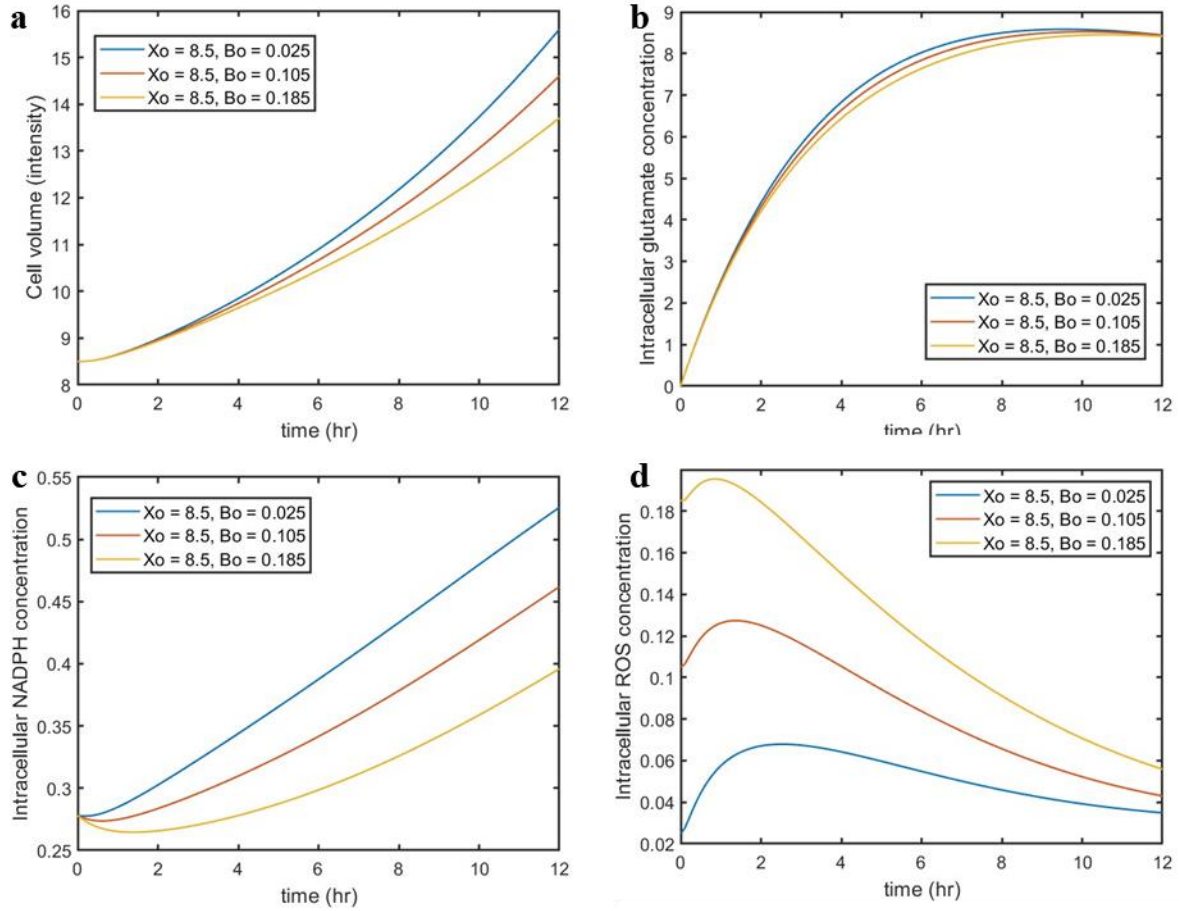 a
16
15
14
13
12
11
10
9
8
Cell volume (intensity)
Xo = 8.5, Bo = 0.025
Xo = 8.5, Bo = 0.105
Xo = 8.5, Bo = 0.185
0 2 4 6 8 10 12
time (hr)
b
9
8
7
6
5
4
3
2
1
0
Intracellular glutamate concentration
Xo = 8.5, Bo = 0.025
Xo = 8.5, Bo = 0.105
Xo = 8.5, Bo = 0.185
0 2 4 6 8 10 12
time (hr)
c
0.55
0.5
0.45
0.4
0.35
0.3
0.25
Intracellular NADPH concentration
Xo = 8.5, Bo = 0.025
Xo = 8.5, Bo = 0.105
Xo = 8.5, Bo = 0.185
0 2 4 6 8 10 12
time (hr)
d
0.18
0.16
0.14
0.12
0.1
0.08
0.06
0.04
0.02
Intracellular ROS concentration
Xo = 8.5, Bo = 0.025
Xo = 8.5, Bo = 0.105
Xo = 8.5, Bo = 0.185
0 2 4 6 8 10 12
time (hr)